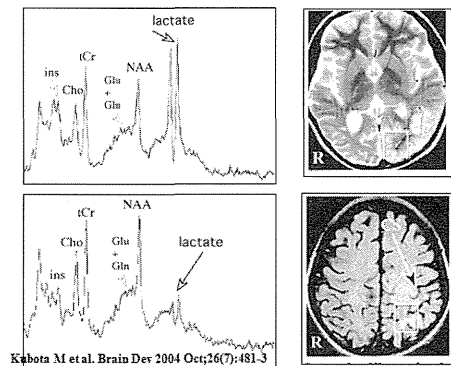 lactate
tCr
ins
Cho
Glu
+
Gln
NAA
R
NAA
tCr
Cho
Glu
+
Gln
lactate
ins
R
Kubota M et al. Brain Dev 2004 Oct;26(7):481-3